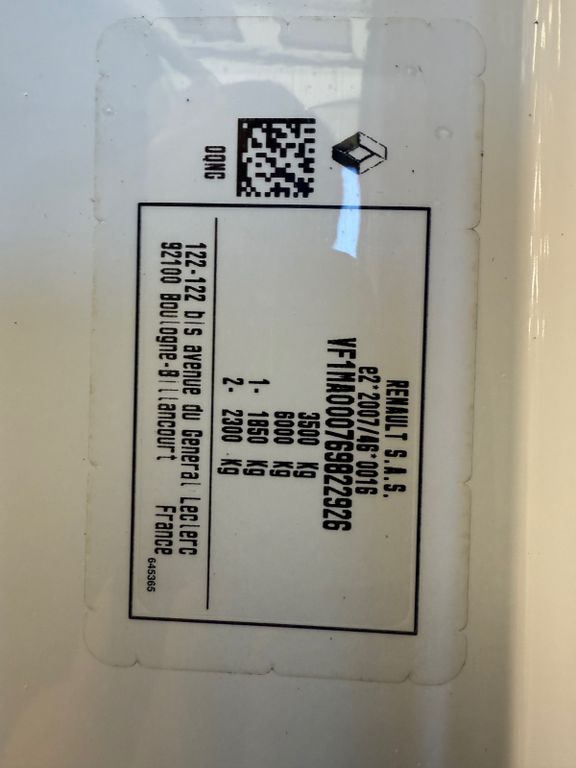 OQNC
RENAULT S.A.S.
e2*2007/46*0016
VF1MA000769822926
3500 Kg
6000 Kg
1- 1850 Kg
2- 2300 Kg
122-122 bis avenue du General Leclerc
92100 Boulogne-Billancourt France
645365